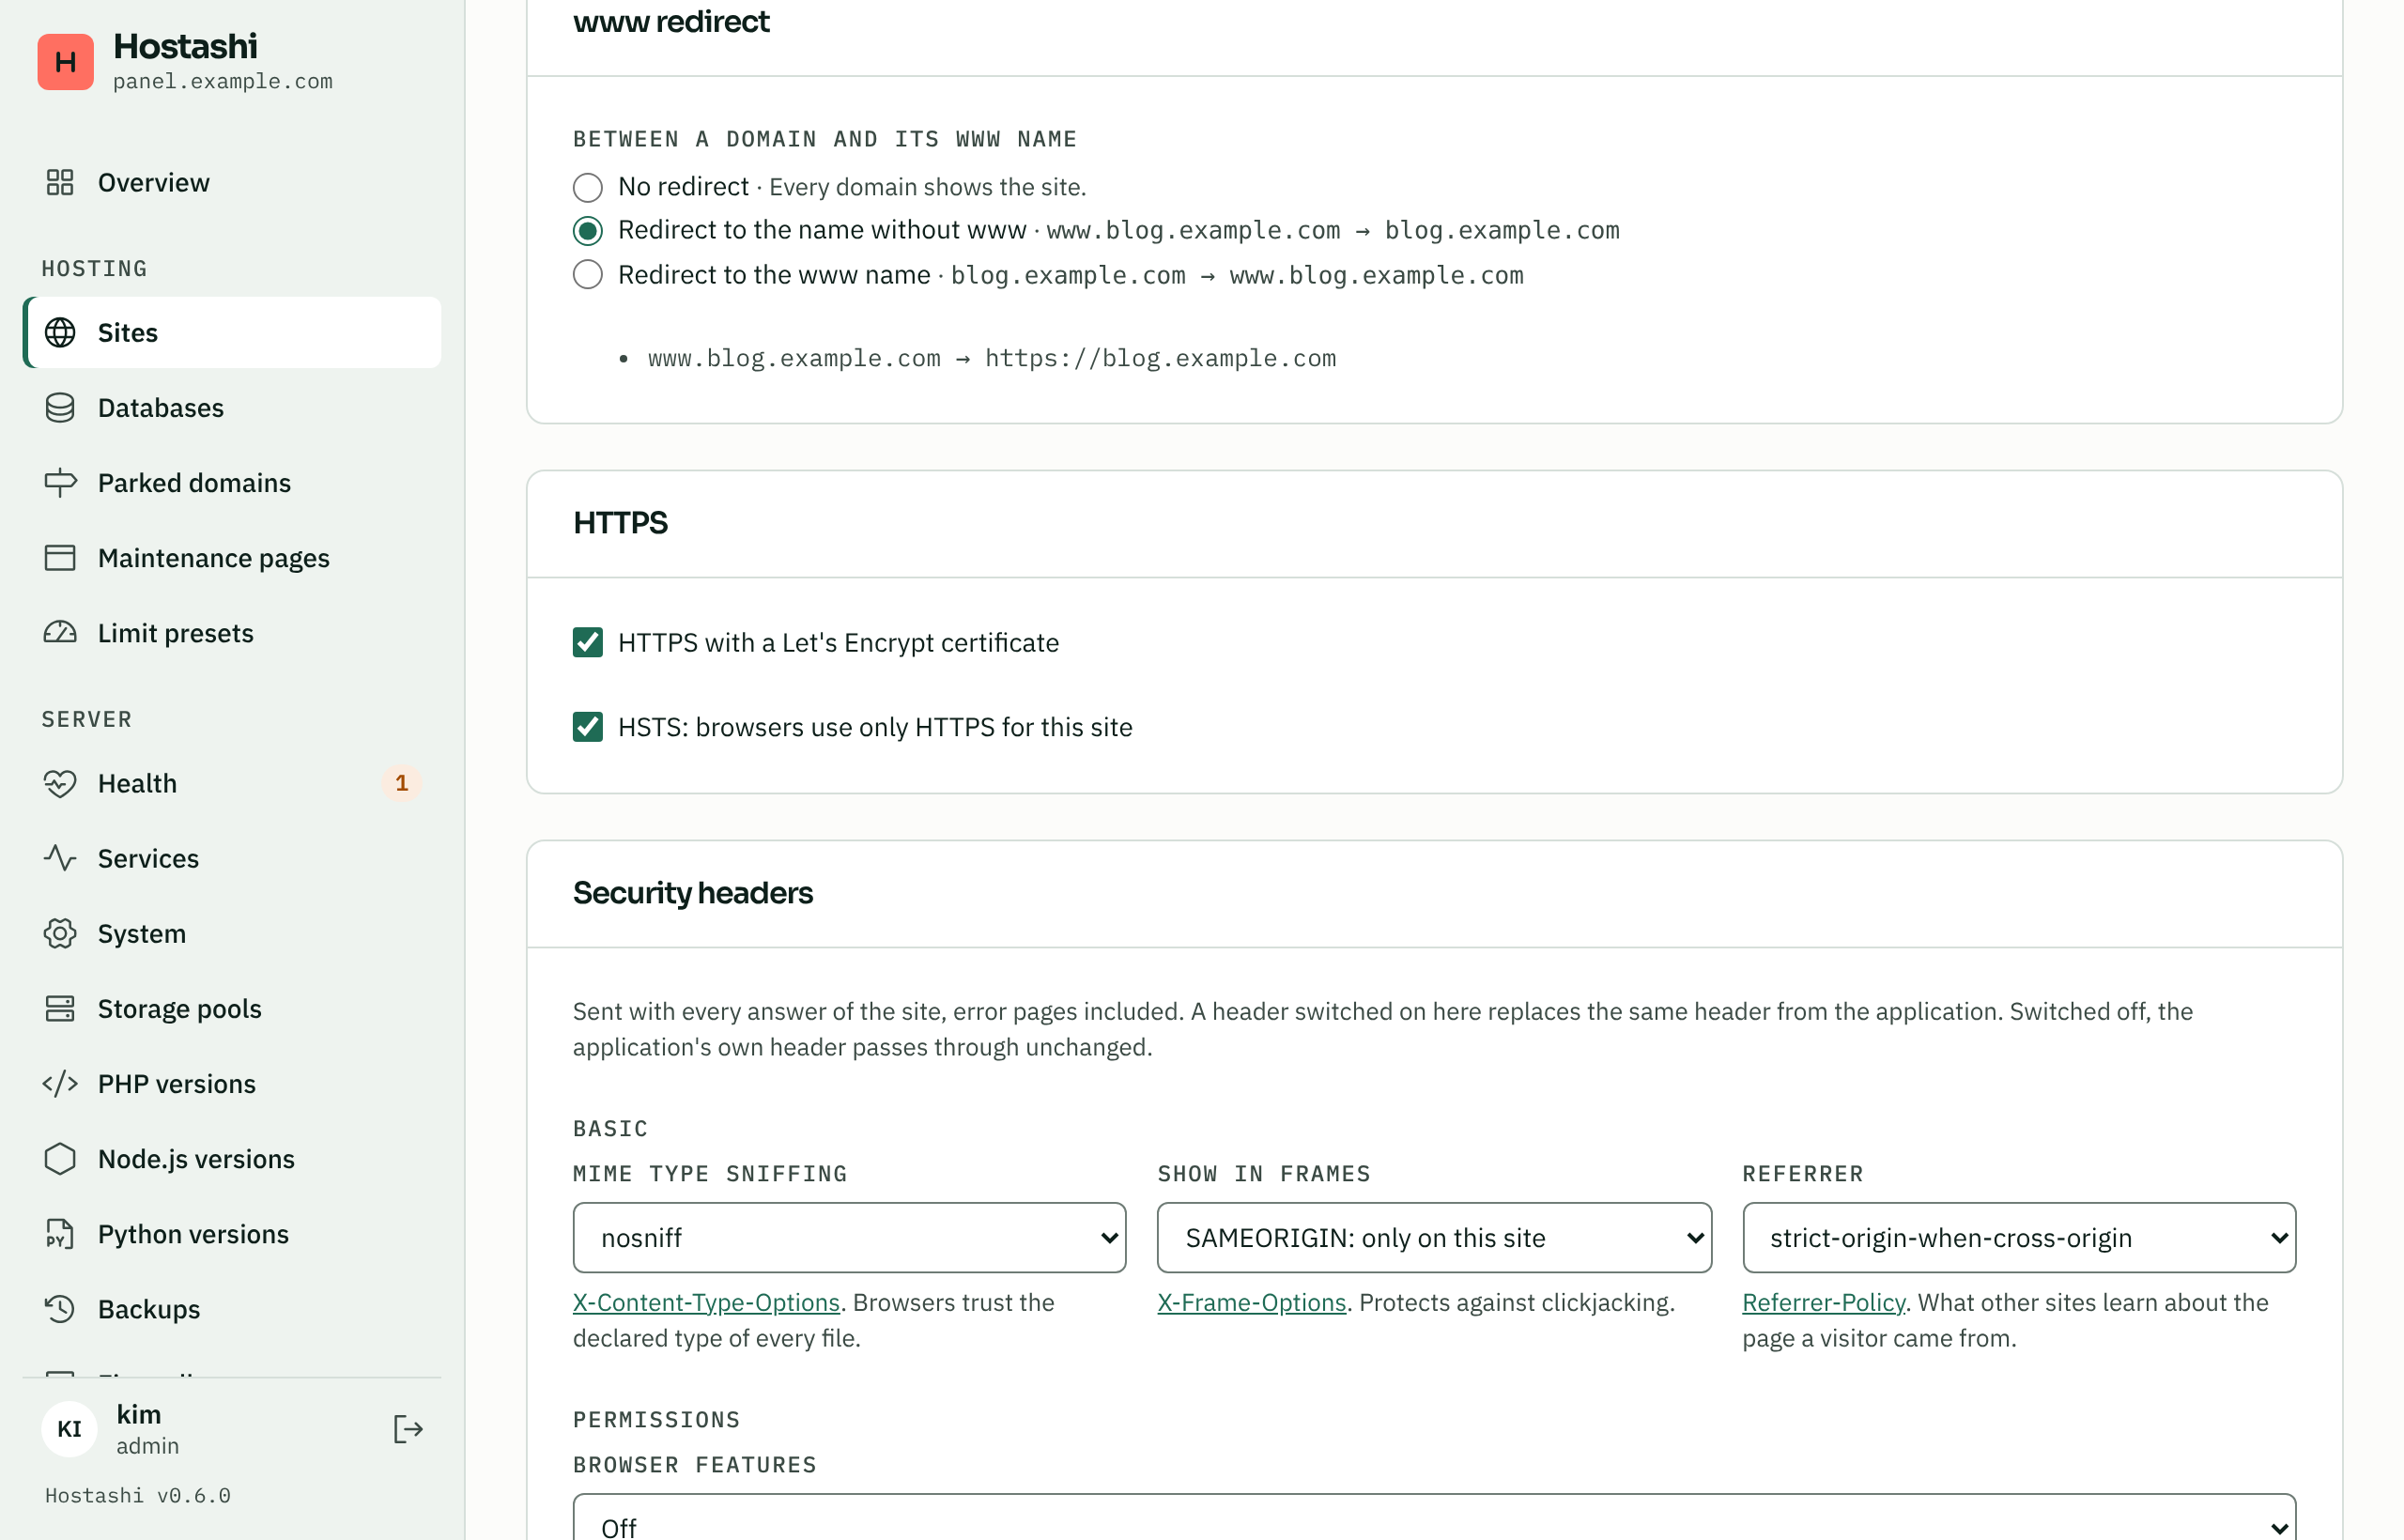 H
Hostashi
panel.example.com
Overview
HOSTING
Sites
Databases
Parked domains
Maintenance pages
Limit presets
SERVER
Health 1
Services
System
Storage pools
PHP versions
Node.js versions
Python versions
Backups
KI
kim
admin
Hostashi v0.6.0
www redirect
BETWEEN A DOMAIN AND ITS WWW NAME
No redirect · Every domain shows the site.
Redirect to the name without www · www.blog.example.com → blog.example.com
Redirect to the www name · blog.example.com → www.blog.example.com
• www.blog.example.com → https://blog.example.com
HTTPS
HTTPS with a Let's Encrypt certificate
HSTS: browsers use only HTTPS for this site
Security headers
Sent with every answer of the site, error pages included. A header switched on here replaces the same header from the application. Switched off, the
application's own header passes through unchanged.
BASIC
MIME TYPE SNIFFING
nosniff
X-Content-Type-Options. Browsers trust the
declared type of every file.
SHOW IN FRAMES
SAMEORIGIN: only on this site
X-Frame-Options. Protects against clickjacking.
REFERRER
strict-origin-when-cross-origin
Referrer-Policy. What other sites learn about the
page a visitor came from.
PERMISSIONS
BROWSER FEATURES
Off